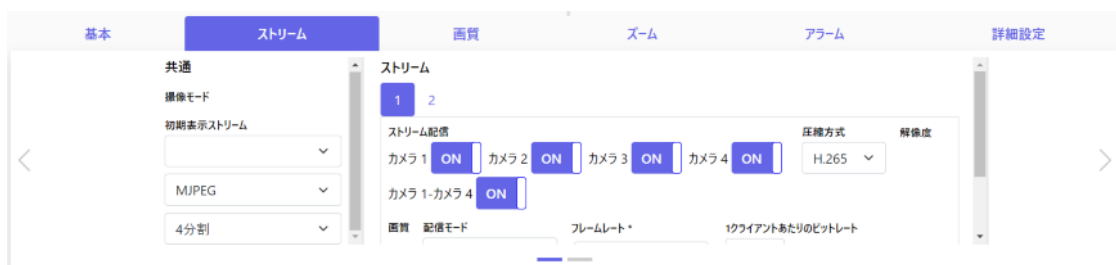 基本 ストリーム 画質 ズーム アラーム 詳細設定
共通
撮像モード
初期表示ストリーム
MJPEG
4分割
ストリーム
1 2
ストリーム配信 圧縮方式 解像度
カメラ 1 ON カメラ 2 ON カメラ 3 ON カメラ 4 ON H.265
カメラ 1-カメラ 4 ON
画質 配信モード フレームレート * 1クライアントあたりのビットレート